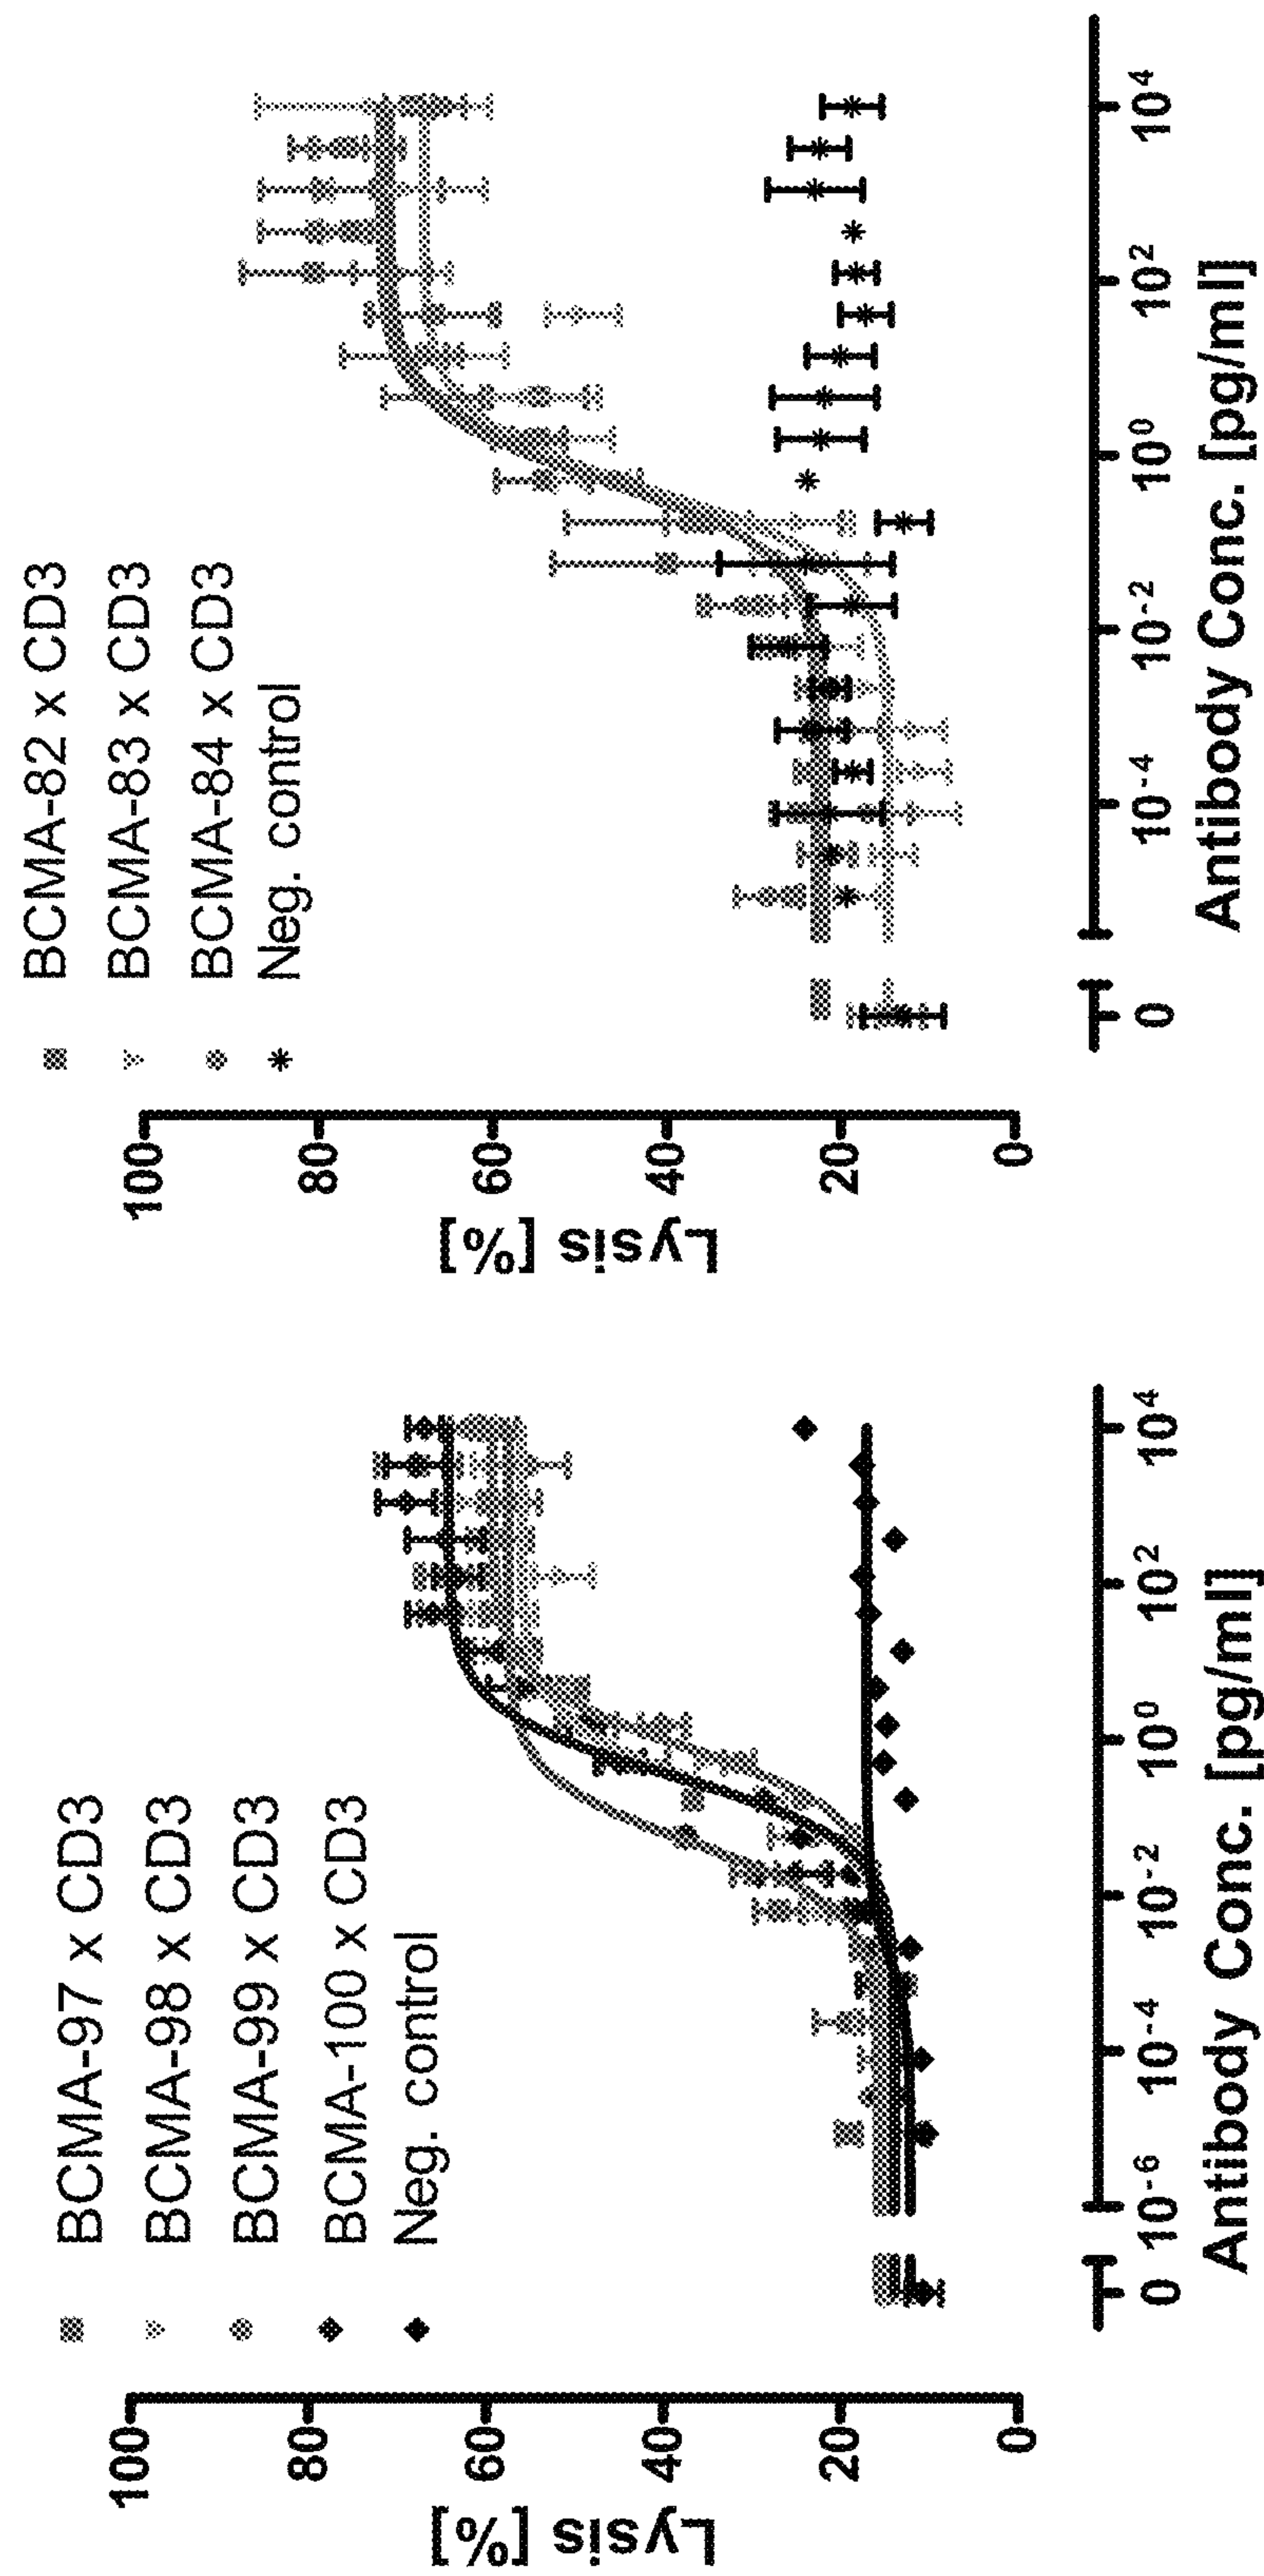 BCMA-97 x CD3
BCMA-98 x CD3
BCMA-99 x CD3
BCMA-100 x CD3
Neg. control
100
80
60
40
20
0
Lysis [%]
0 10-6 10-4 10-2 100 102 104
Antibody Conc. [pg/ml]
BCMA-82 x CD3
BCMA-83 x CD3
BCMA-84 x CD3
Neg. control
100
80
60
40
20
0
Lysis [%]
0 10-4 10-2 100 102 104
Antibody Conc. [pg/ml]